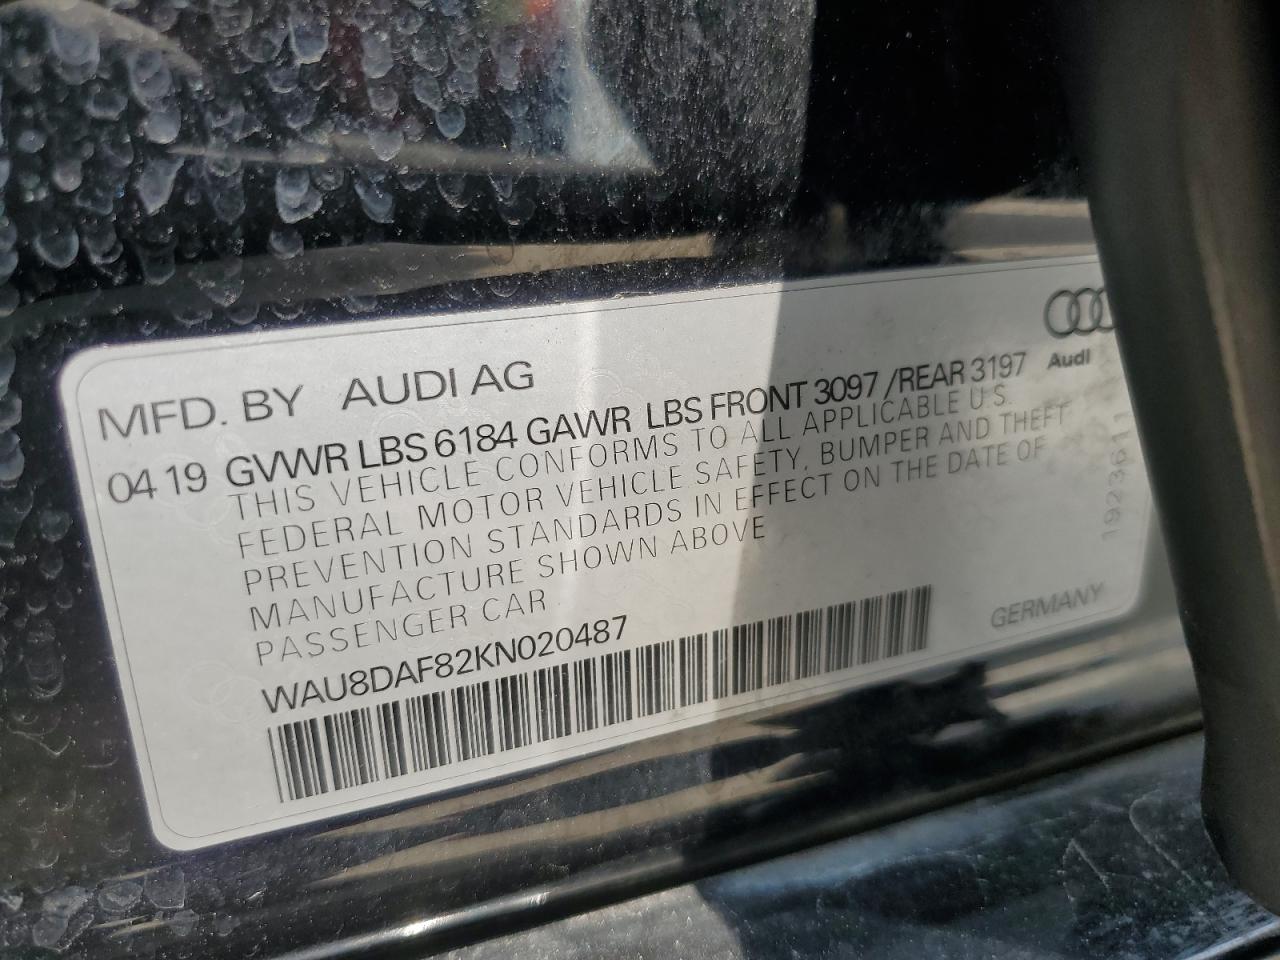 Audi
MFD. BY AUDI AG
04 19 GVWR LBS 6184 GAWR LBS FRONT 3097 /REAR 3197
THIS VEHICLE CONFORMS TO ALL APPLICABLE U.S.
FEDERAL MOTOR VEHICLE SAFETY, BUMPER AND THEFT
PREVENTION STANDARDS IN EFFECT ON THE DATE OF
MANUFACTURE SHOWN ABOVE
PASSENGER CAR
WAU8DAF82KN020487
GERMANY